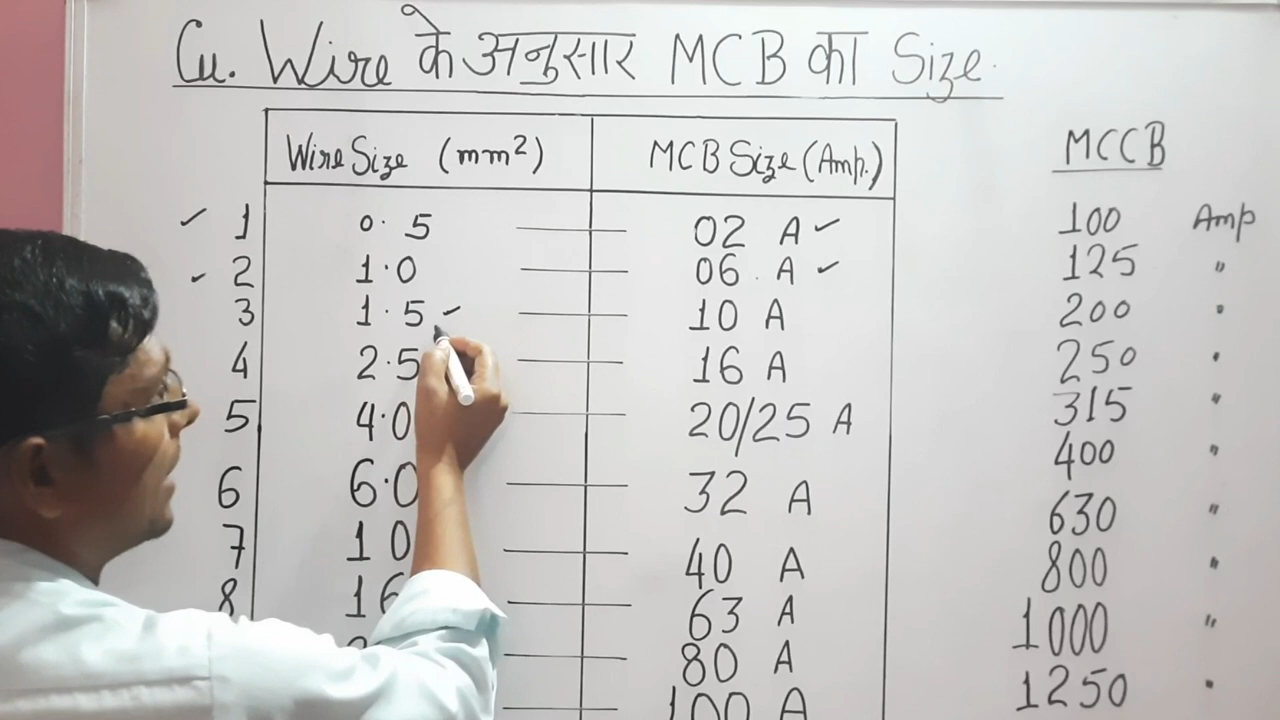 Cu. Wire के अनुसार MCB का Size.
Wire Size (mm²) MCB Size (Amp.)
1 0.5 02 A
2 1.0 06 A
3 1.5 10 A
4 2.5 16 A
5 4.0 20/25 A
6 6.0 32 A
7 10 40 A
8 16 63 A
80 A
100 A
MCCB
100 Amp
125 "
200 "
250 "
315 "
400 "
630 "
800 "
1000 "
1250 "